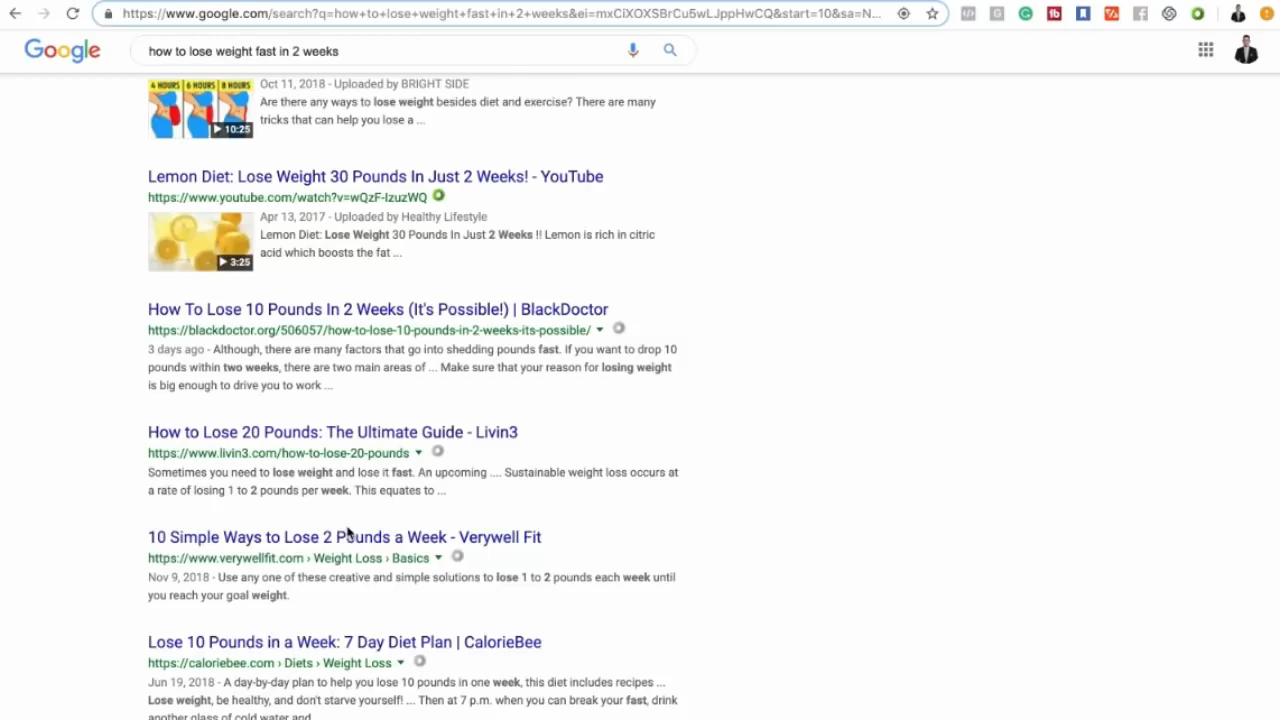 https://www.google.com/search?q=how+to+lose+weight+fast+in+2+weeks&ei=mxCiXOXSBrCu5wLJppHwCQ&start=10&sa=N...
Google
how to lose weight fast in 2 weeks
4 HOURS 6 HOURS 8 HOURS
10:25
Oct 11, 2018 - Uploaded by BRIGHT SIDE
Are there any ways to lose weight besides diet and exercise? There are many
tricks that can help you lose a ...
Lemon Diet: Lose Weight 30 Pounds In Just 2 Weeks! - YouTube
https://www.youtube.com/watch?v=wQzF-IzuzWQ
3:25
Apr 13, 2017 - Uploaded by Healthy Lifestyle
Lemon Diet: Lose Weight 30 Pounds In Just 2 Weeks !! Lemon is rich in citric
acid which boosts the fat ...
How To Lose 10 Pounds In 2 Weeks (It's Possible!) | BlackDoctor
https://blackdoctor.org/506057/how-to-lose-10-pounds-in-2-weeks-its-possible/
3 days ago - Although, there are many factors that go into shedding pounds fast. If you want to drop 10
pounds within two weeks, there are two main areas of ... Make sure that your reason for losing weight
is big enough to drive you to work ...
How to Lose 20 Pounds: The Ultimate Guide - Livin3
https://www.livin3.com/how-to-lose-20-pounds
Sometimes you need to lose weight and lose it fast. An upcoming .... Sustainable weight loss occurs at
a rate of losing 1 to 2 pounds per week. This equates to ...
10 Simple Ways to Lose 2 Pounds a Week - Verywell Fit
https://www.verywellfit.com › Weight Loss › Basics
Nov 9, 2018 - Use any one of these creative and simple solutions to lose 1 to 2 pounds each week until
you reach your goal weight.
Lose 10 Pounds in a Week: 7 Day Diet Plan | CalorieBee
https://caloriebee.com › Diets › Weight Loss
Jun 19, 2018 - A day-by-day plan to help you lose 10 pounds in one week, this diet includes recipes ...
Lose weight, be healthy, and don't starve yourself! ... Then at 7 p.m. when you can break your fast, drink
another glass of cold water and